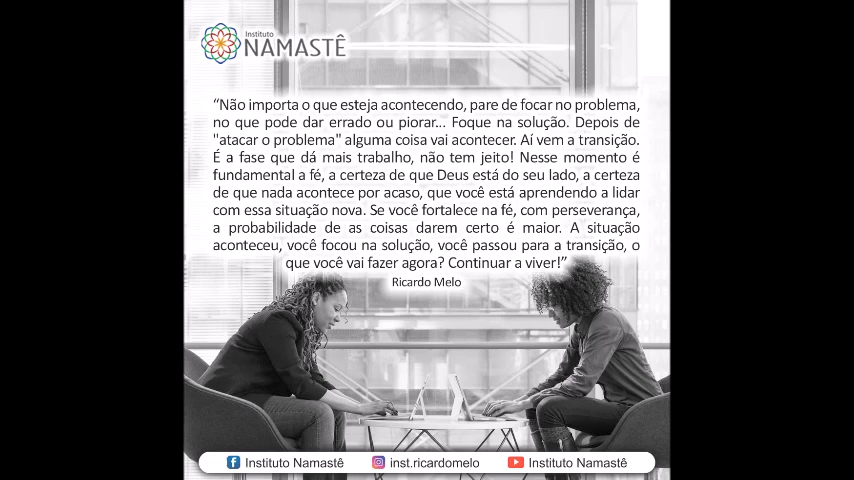 Instituto
NAMASTÊ
“Não importa o que esteja acontecendo, pare de focar no problema,
no que pode dar errado ou piorar... Foque na solução. Depois de
"atacar o problema" alguma coisa vai acontecer. Aí vem a transição.
É a fase que dá mais trabalho, não tem jeito! Nesse momento é
fundamental a fé, a certeza de que Deus está do seu lado, a certeza
de que nada acontece por acaso, que você está aprendendo a lidar
com essa situação nova. Se você fortalece na fé, com perseverança,
a probabilidade de as coisas darem certo é maior. A situação
aconteceu, você focou na solução, você passou para a transição, o
que você vai fazer agora? Continuar a viver!”
Ricardo Melo
Instituto Namastê inst.ricardomelo Instituto Namastê